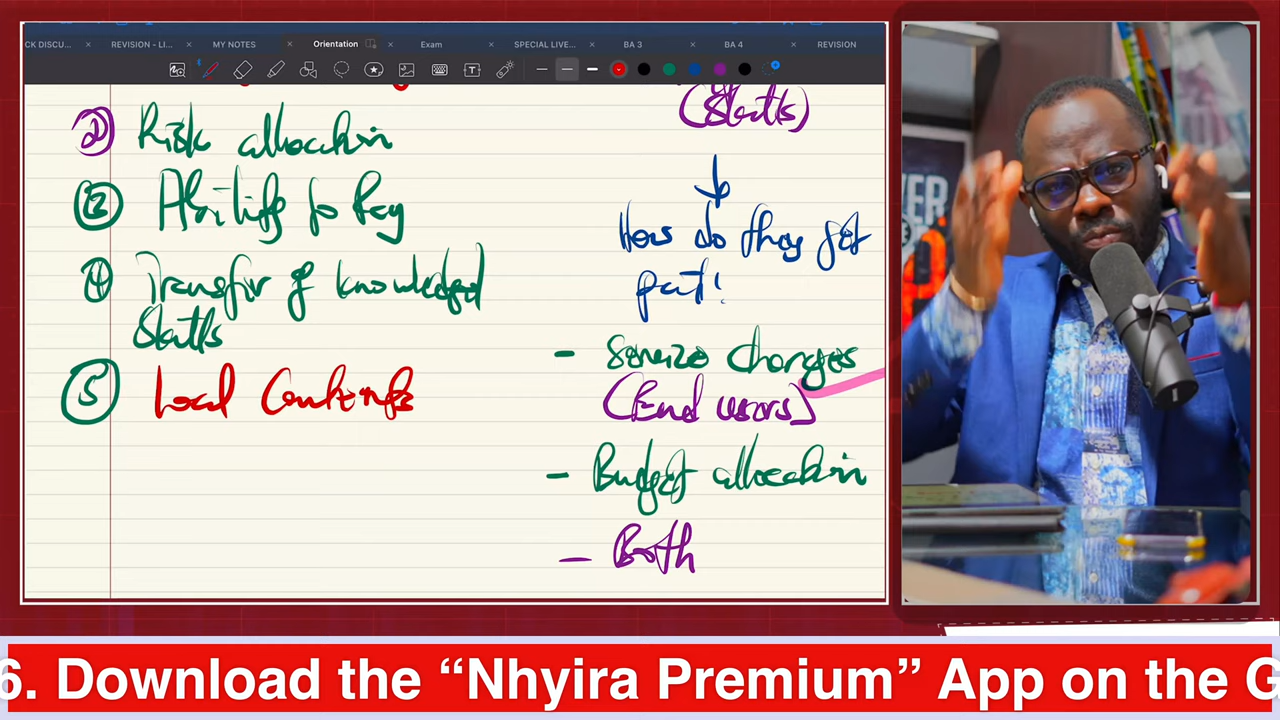 CK DISCU...
REVISION - LI...
MY NOTES
Orientation
Exam
SPECIAL LIVE...
BA 3
BA 4
REVISION
(Skills)
② Risk allocation
③ Ability to Pay
④ Transfer of knowledge/
Skills
⑤ Local Contents
How do they get
paid!
- Service charges
(End users)
- Budget allocation
- Both
6. Download the “Nhyira Premium” App on the G